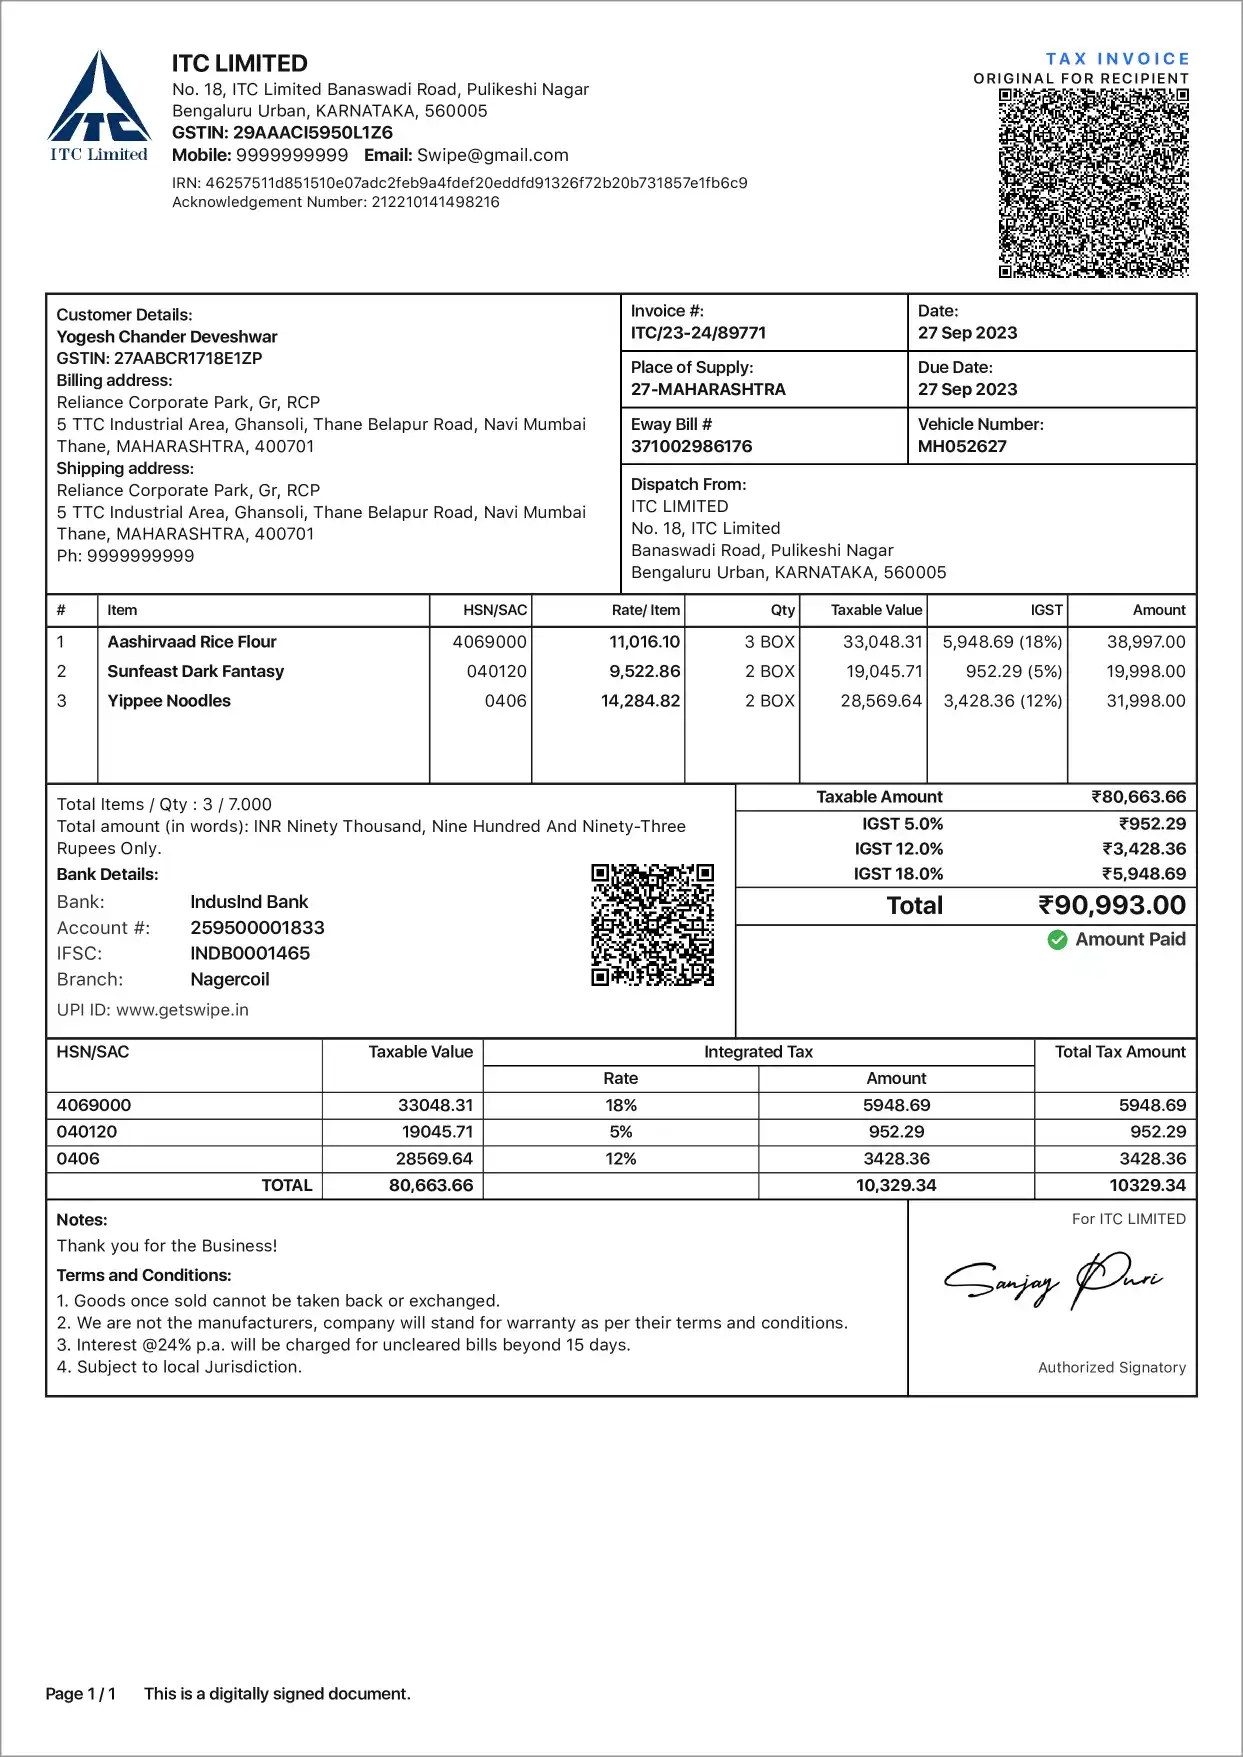 ITC LIMITED
No. 18, ITC Limited Banaswadi Road, Pulikeshi Nagar
Bengaluru Urban, KARNATAKA, 560005
GSTIN: 29AAACI5950L1Z6
Mobile: 9999999999 Email: Swipe@gmail.com
IRN: 46257511d851510e07adc2feb9a4fdef20eddfd91326f72b20b731857e1fb6c9
Acknowledgement Number: 212210141498216
ITC Limited
TAX INVOICE
ORIGINAL FOR RECIPIENT
Customer Details:
Yogesh Chander Deveshwar
GSTIN: 27AABCR1718E1ZP
Billing address:
Reliance Corporate Park, Gr, RCP
5 TTC Industrial Area, Ghansoli, Thane Belapur Road, Navi Mumbai
Thane, MAHARASHTRA, 400701
Shipping address:
Reliance Corporate Park, Gr, RCP
5 TTC Industrial Area, Ghansoli, Thane Belapur Road, Navi Mumbai
Thane, MAHARASHTRA, 400701
Ph: 9999999999
Invoice #:
ITC/23-24/89771
Date:
27 Sep 2023
Place of Supply:
27-MAHARASHTRA
Due Date:
27 Sep 2023
Eway Bill #
371002986176
Vehicle Number:
MH052627
Dispatch From:
ITC LIMITED
No. 18, ITC Limited
Banaswadi Road, Pulikeshi Nagar
Bengaluru Urban, KARNATAKA, 560005
# Item HSN/SAC Rate/ Item Qty Taxable Value IGST Amount
1 Aashirvaad Rice Flour 4069000 11,016.10 3 BOX 33,048.31 5,948.69 (18%) 38,997.00
2 Sunfeast Dark Fantasy 040120 9,522.86 2 BOX 19,045.71 952.29 (5%) 19,998.00
3 Yippee Noodles 0406 14,284.82 2 BOX 28,569.64 3,428.36 (12%) 31,998.00
Total Items / Qty : 3 / 7.000
Total amount (in words): INR Ninety Thousand, Nine Hundred And Ninety-Three
Rupees Only.
Bank Details:
Bank: IndusInd Bank
Account #: 259500001833
IFSC: INDB0001465
Branch: Nagercoil
UPI ID: www.getswipe.in
Taxable Amount ₹80,663.66
IGST 5.0% ₹952.29
IGST 12.0% ₹3,428.36
IGST 18.0% ₹5,948.69
Total ₹90,993.00
Amount Paid
HSN/SAC Taxable Value Integrated Tax Total Tax Amount
Rate Amount
4069000 33048.31 18% 5948.69 5948.69
040120 19045.71 5% 952.29 952.29
0406 28569.64 12% 3428.36 3428.36
TOTAL 80,663.66 10,329.34 10329.34
Notes:
Thank you for the Business!
Terms and Conditions:
1. Goods once sold cannot be taken back or exchanged.
2. We are not the manufacturers, company will stand for warranty as per their terms and conditions.
3. Interest @24% p.a. will be charged for uncleared bills beyond 15 days.
4. Subject to local Jurisdiction.
For ITC LIMITED
Sanjay Puri
Authorized Signatory
Page 1 / 1 This is a digitally signed document.